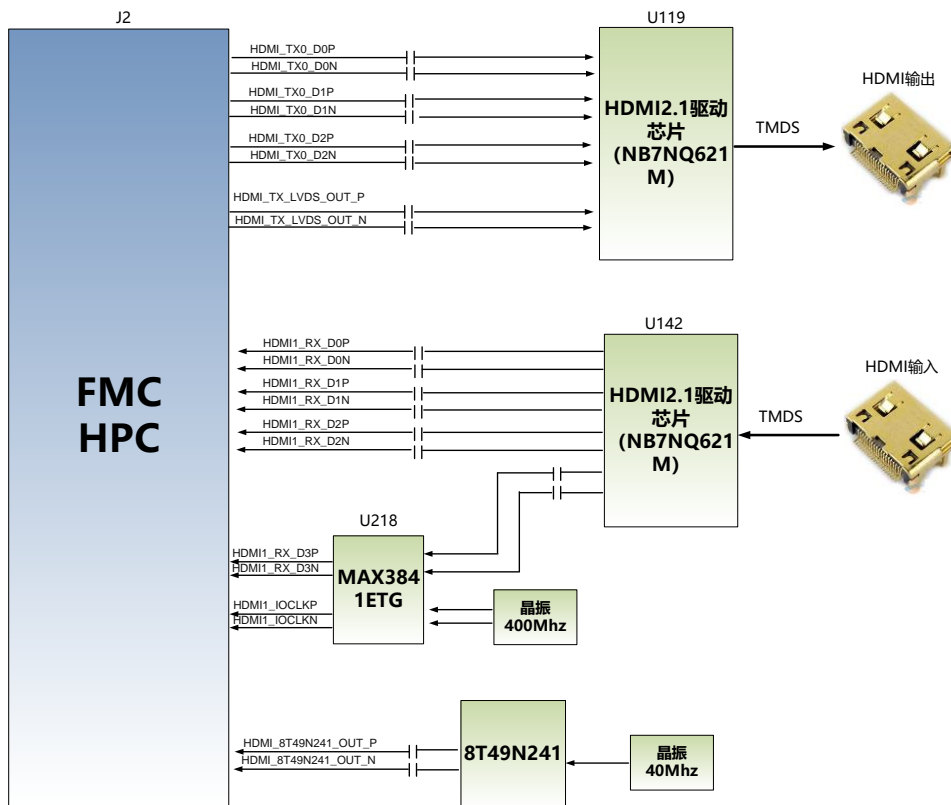 J2
U119
HDMI_TX0_D0P
HDMI_TX0_D0N
HDMI_TX0_D1P
HDMI_TX0_D1N
HDMI_TX0_D2P
HDMI_TX0_D2N
HDMI_TX_LVDS_OUT_P
HDMI_TX_LVDS_OUT_N
HDMI2.1驱动
芯片
（NB7NQ621
M）
TMDS
HDMI输出
FMC
HPC
U142
HDMI1_RX_D0P
HDMI1_RX_D0N
HDMI1_RX_D1P
HDMI1_RX_D1N
HDMI1_RX_D2P
HDMI1_RX_D2N
HDMI2.1驱动
芯片
（NB7NQ621
M）
TMDS
HDMI输入
U218
HDMI1_RX_D3P
HDMI1_RX_D3N
HDMI1_IOCLKP
HDMI1_IOCLKN
MAX384
1ETG
晶振
400Mhz
HDMI_8T49N241_OUT_P
HDMI_8T49N241_OUT_N
8T49N241
晶振
40Mhz